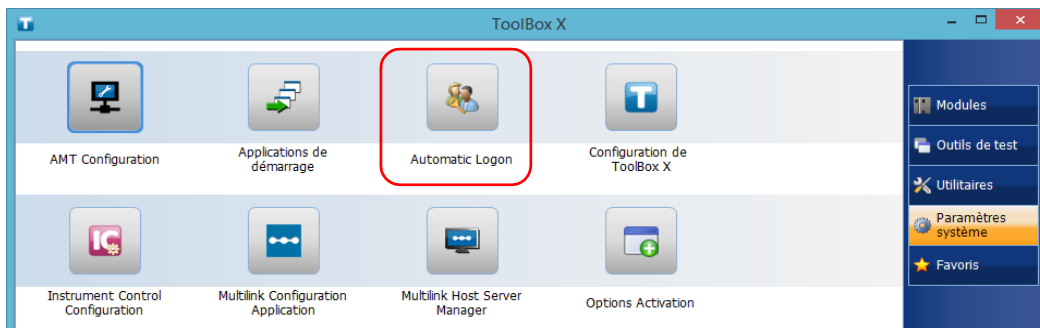 ToolBox X
AMT Configuration
Applications de
démarrage
Automatic Logon
Configuration de
ToolBox X
Instrument Control
Configuration
Multilink Configuration
Application
Multilink Host Server
Manager
Options Activation
Modules
Outils de test
Utilitaires
Paramètres
système
Favoris